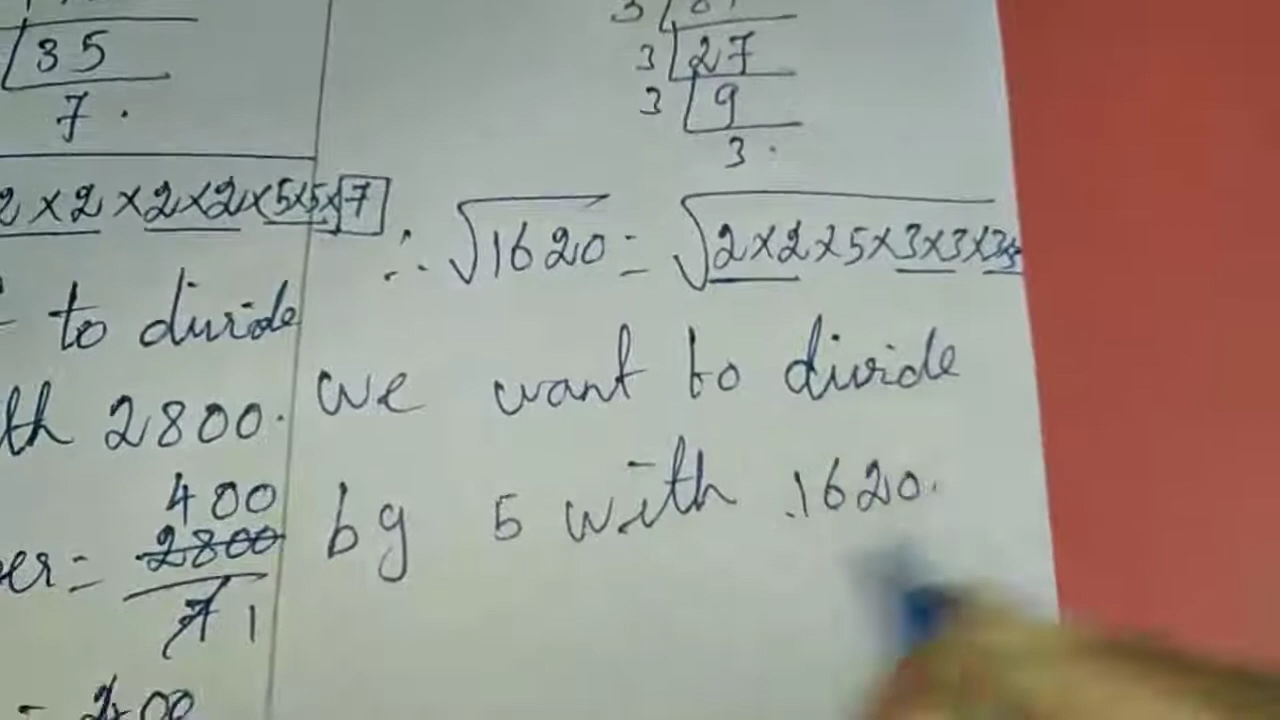 35
7.
2×2×2×2×5×5×7
to divide
th 2800.
400
er = 2800
7 1
= 400
3 27
3 9
3.
∴ √1620 = √2×2×5×3×3×3
we want to divide
by 5 with 1620.